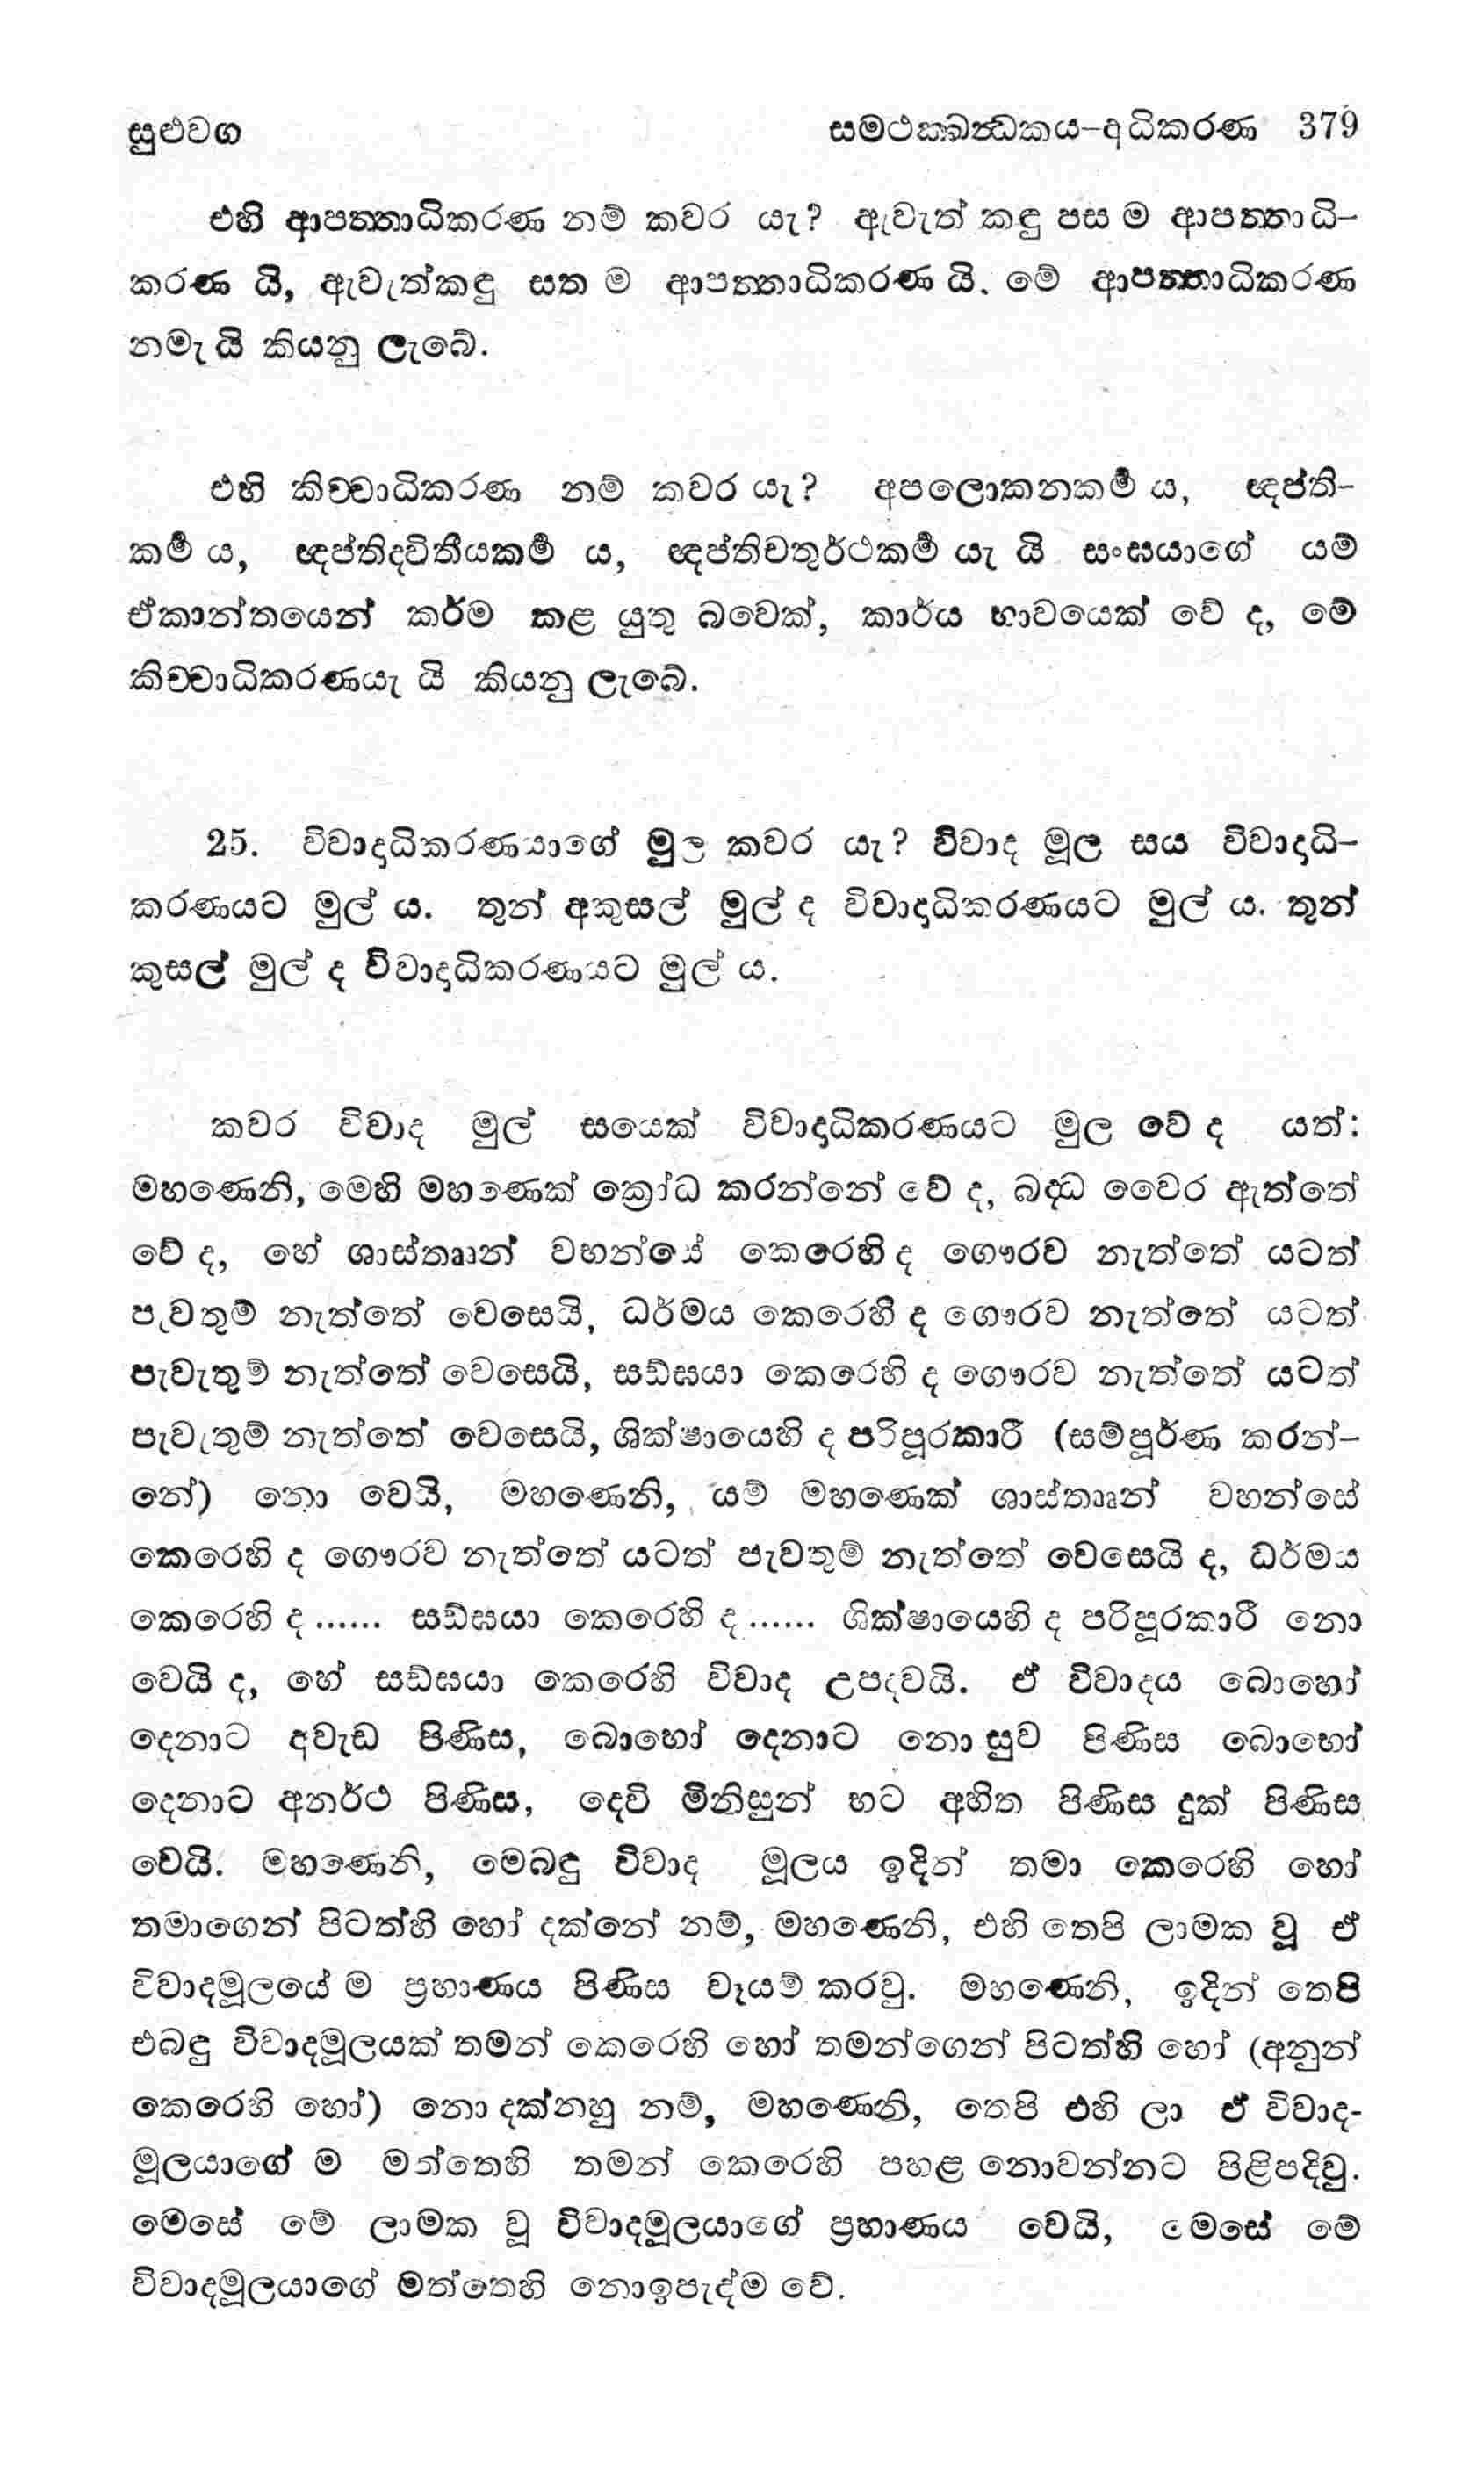 සුළුවග සමථක්ඛන්ධකය-අධිකරණ 379
එහි ආපත්තාධිකරණ නම් කවර යැ? ඇවැත් කඳු පස ම ආපත්තාධි-
කරණ යි, ඇවැත්කඳු සත ම ආපත්තාධිකරණ යි. මේ ආපත්තාධිකරණ
නමැ යි කියනු ලැබේ.
එහි කිච්චාධිකරණ නම් කවර යැ? අපලොකනකර්‍ම ය, ඥප්ති-
කර්‍ම ය, ඥප්තිද්විතීයකර්‍ම ය, ඥප්තිචතුර්ථකර්‍ම යැ යි සංඝයාගේ යම්
ඒකාන්තයෙන් කර්ම කළ යුතු බවෙක්, කාර්ය භාවයෙක් වේ ද, මේ
කිච්චාධිකරණයැ යි කියනු ලැබේ.
25. විවාදාධිකරණයාගේ මුල කවර යැ? විවාද මූල සය විවාදාධි-
කරණයට මුල් ය. තුන් අකුසල් මුල් ද විවාදාධිකරණයට මුල් ය. තුන්
කුසල් මුල් ද විවාදාධිකරණයට මුල් ය.
කවර විවාද මුල් සයෙක් විවාදාධිකරණයට මුල වේ ද යත්:
මහණෙනි, මෙහි මහණෙක් ක්‍රෝධ කරන්නේ වේ ද, බද්ධ වෛර ඇත්තේ
වේ ද, හේ ශාස්තෲන් වහන්සේ කෙරෙහි ද ගෞරව නැත්තේ යටත්
පැවතුම් නැත්තේ වෙසෙයි, ධර්මය කෙරෙහි ද ගෞරව නැත්තේ යටත්
පැවැතුම් නැත්තේ වෙසෙයි, සඞ්ඝයා කෙරෙහි ද ගෞරව නැත්තේ යටත්
පැවැතුම් නැත්තේ වෙසෙයි, ශික්ෂායෙහි ද පරිපූරකාරී (සම්පූර්ණ කරන්-
නේ) නො වෙයි, මහණෙනි, යම් මහණෙක් ශාස්තෲන් වහන්සේ
කෙරෙහි ද ගෞරව නැත්තේ යටත් පැවතුම් නැත්තේ වෙසෙයි ද, ධර්මය
කෙරෙහි ද ...... සඞ්ඝයා කෙරෙහි ද ...... ශික්ෂායෙහි ද පරිපූරකාරී නො
වෙයි ද, හේ සඞ්ඝයා කෙරෙහි විවාද උපදවයි. ඒ විවාදය බොහෝ
දෙනාට අවැඩ පිණිස, බොහෝ දෙනාට නො සුව පිණිස බොහෝ
දෙනාට අනර්ථ පිණිස, දෙවි මිනිසුන් හට අහිත පිණිස දුක් පිණිස
වෙයි. මහණෙනි, මෙබඳු විවාද මූලය ඉදින් තමා කෙරෙහි හෝ
තමාගෙන් පිටත්හි හෝ දක්නේ නම්, මහණෙනි, එහි තෙපි ලාමක වූ ඒ
විවාදමූලයේ ම ප්‍රහාණය පිණිස වෑයම් කරවු. මහණෙනි, ඉදින් තෙපි
එබඳු විවාදමූලයක් තමන් කෙරෙහි හෝ තමන්ගෙන් පිටත්හි හෝ (අනුන්
කෙරෙහි හෝ) නො දක්නහු නම්, මහණෙනි, තෙපි එහි ලා ඒ විවාද-
මූලයාගේ ම මත්තෙහි තමන් කෙරෙහි පහළ නොවන්නට පිළිපදිවු.
මෙසේ මේ ලාමක වූ විවාදමූලයාගේ ප්‍රහාණය වෙයි, මෙසේ මේ
විවාදමූලයාගේ මත්තෙහි නොඉපැද්ම වේ.